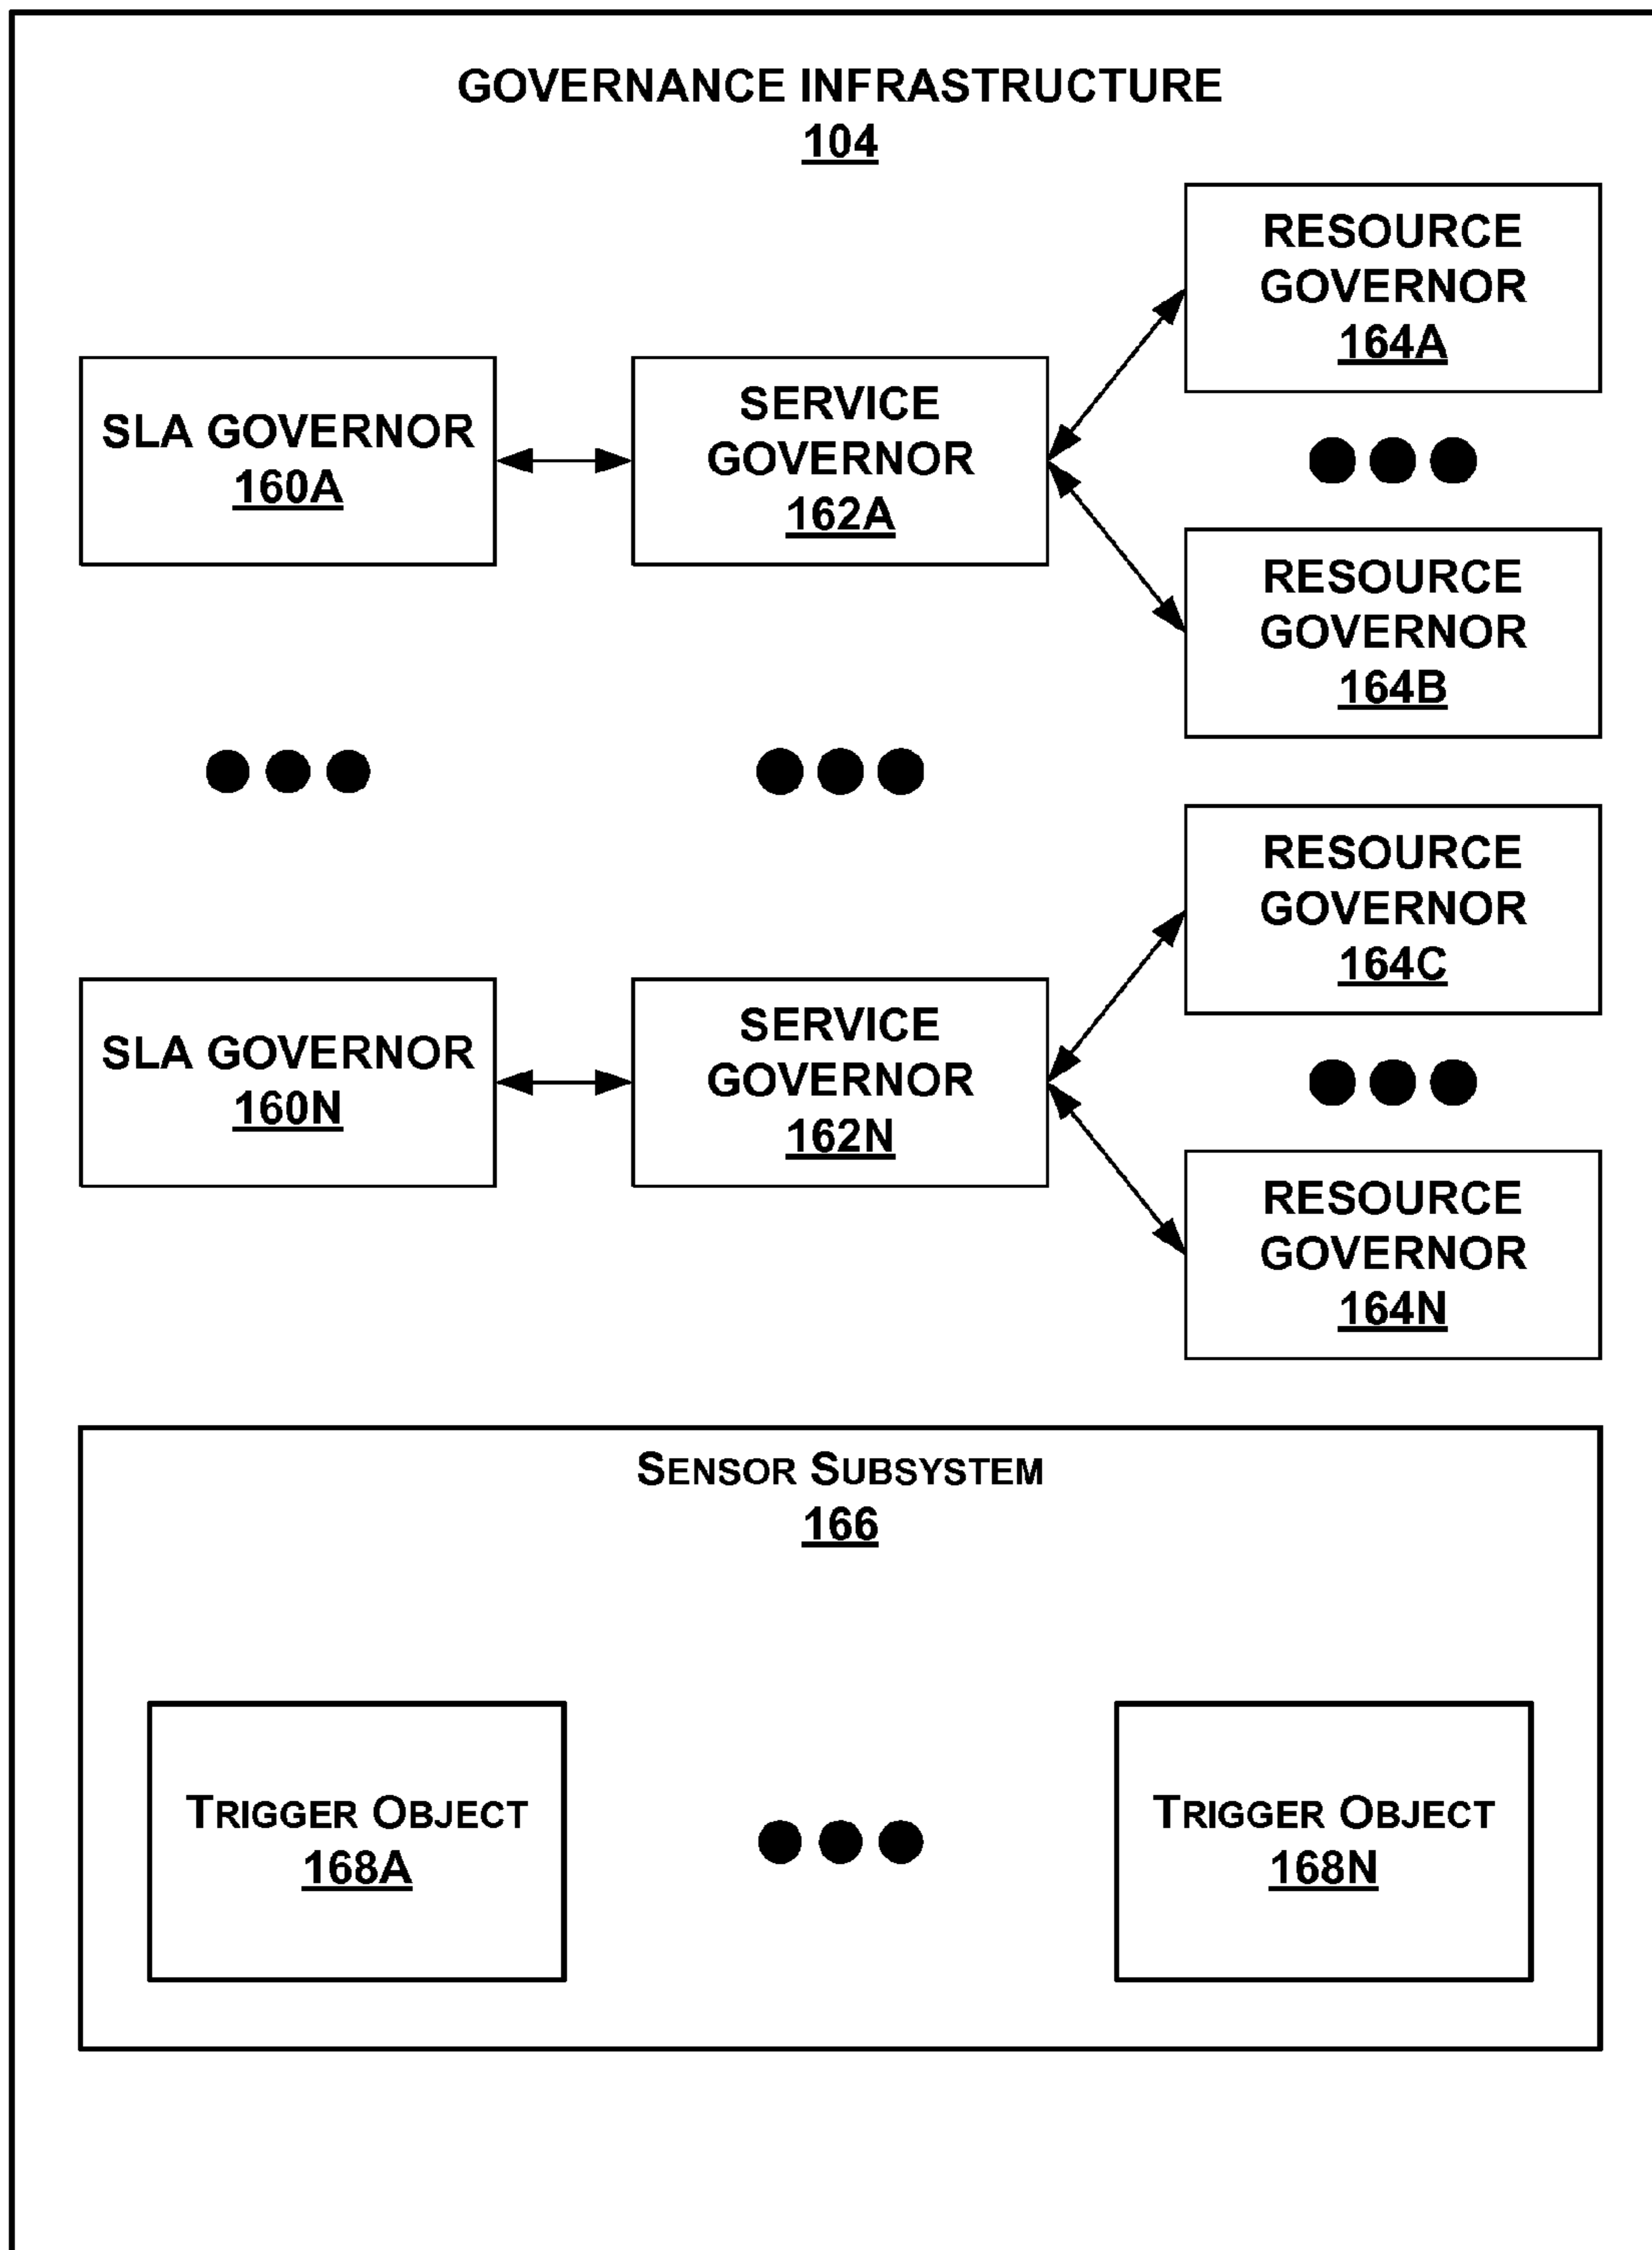 GOVERNANCE INFRASTRUCTURE
104
RESOURCE
GOVERNOR
164A
SLA GOVERNOR
160A
SERVICE
GOVERNOR
162A
RESOURCE
GOVERNOR
164B
RESOURCE
GOVERNOR
164C
SLA GOVERNOR
160N
SERVICE
GOVERNOR
162N
RESOURCE
GOVERNOR
164N
SENSOR SUBSYSTEM
166
TRIGGER OBJECT
168A
TRIGGER OBJECT
168N